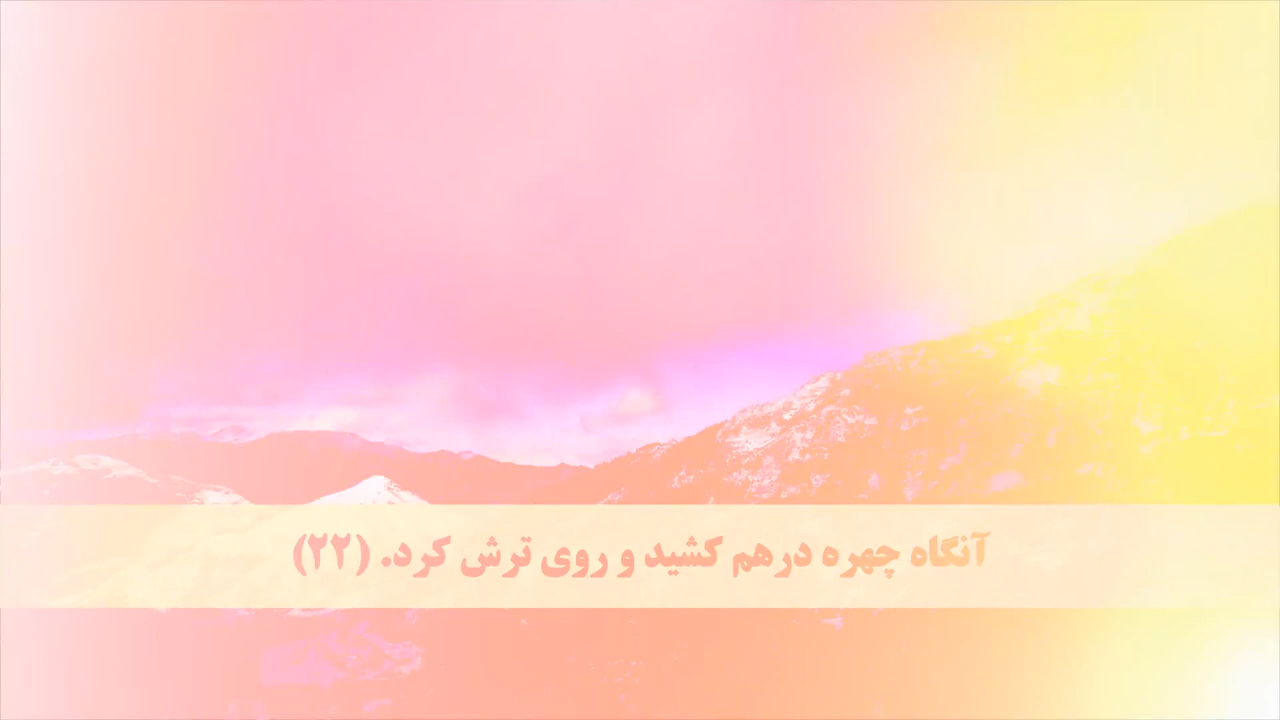 آنگاه چهره درهم کشید و روی ترش کرد. (۲۲)